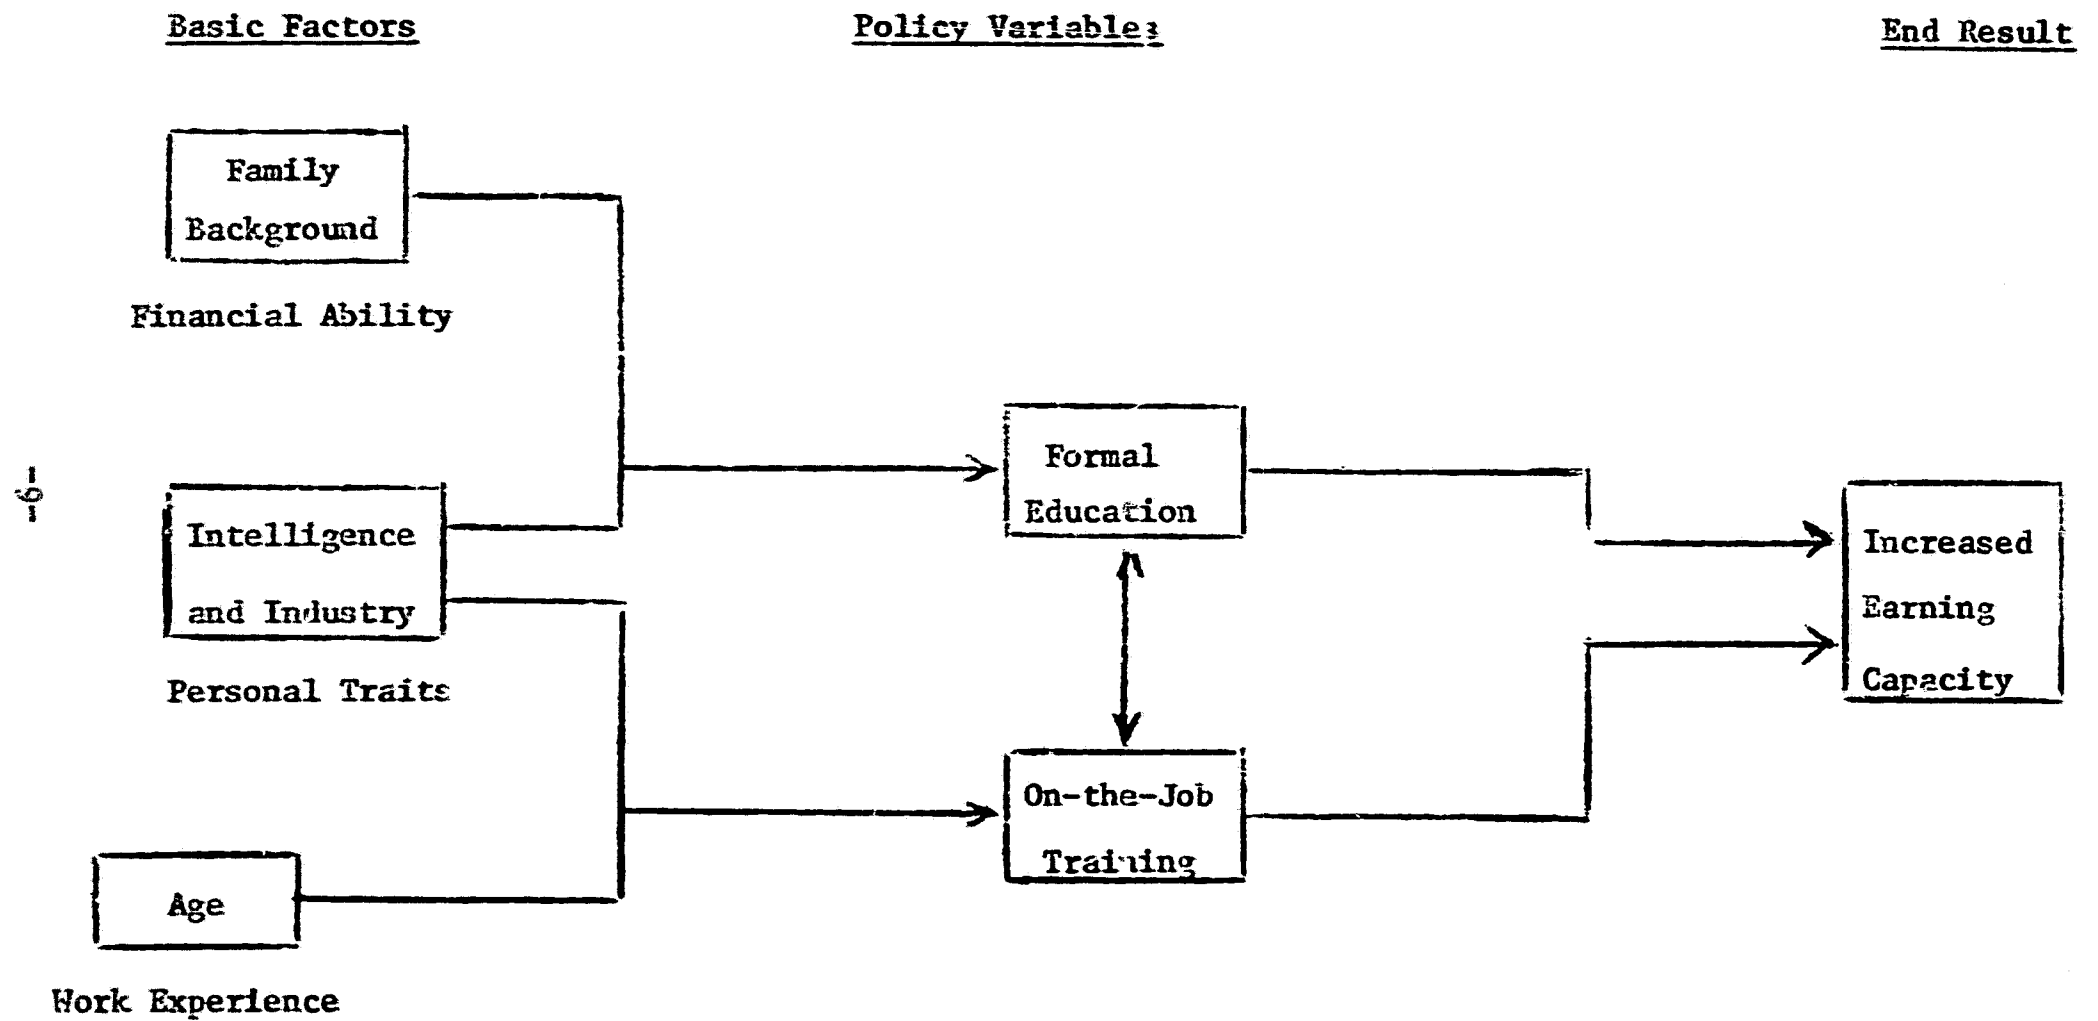 Basic Factors
Policy Variables
End Result
Family
Background
Financial Ability
-6-
Intelligence
and Industry
Personal Traits
Age
Work Experience
Formal
Education
On-the-Job
Training
Increased
Earning
Capacity